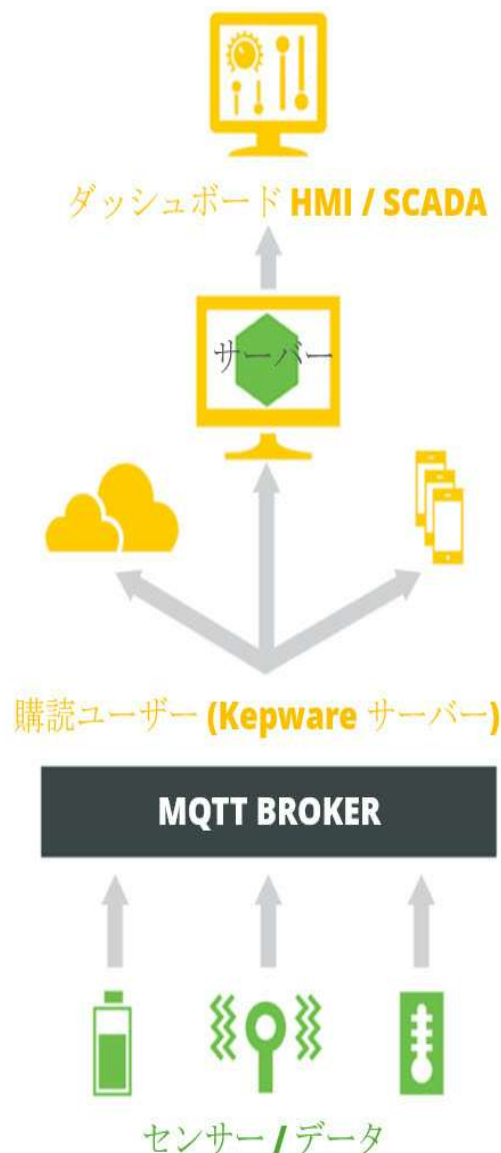 ダッシュボード HMI / SCADA
サーバー
購読ユーザー (Kepware サーバー)
MQTT BROKER
センサー / データ